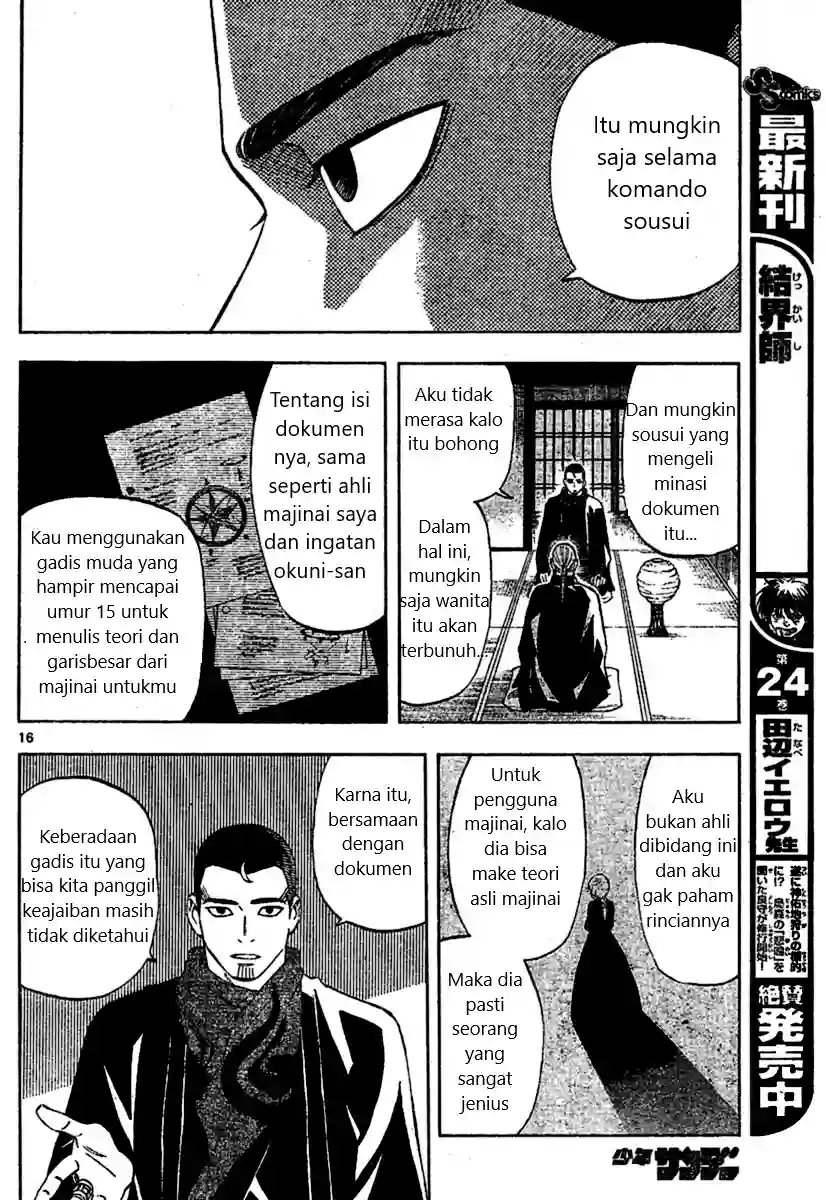 Itu mungkin
saja selama
komando
sousui
Dan mungkin
sousui yang
mengeli
minasi
dokumen
itu...
Aku tidak
merasa kalo
itu bohong
Dalam
hal ini,
mungkin
saja wanita
itu akan
terbunuh...
Tentang isi
dokumen
nya, sama
seperti ahli
majinai saya
dan ingatan
okuni-san
Kau menggunakan
gadis muda yang
hampir mencapai
umur 15 untuk
menulis teori dan
garisbesar dari
majinai untukmu
16
Aku
bukan ahli
dibidang ini
dan aku
gak paham
rinciannya
Untuk
pengguna
majinai, kalo
dia bisa
make teori
asli majinai
Maka dia
pasti
seorang
yang
sangat
jenius
Karna itu,
bersamaan
dengan
dokumen
Keberadaan
gadis itu yang
bisa kita panggil
keajaiban masih
tidak diketahui
SS comics
最新刊
結界師
けっかいし
第24巻
田辺イエロウ先生
たなべ
絶賛
発売中
少年サンデー